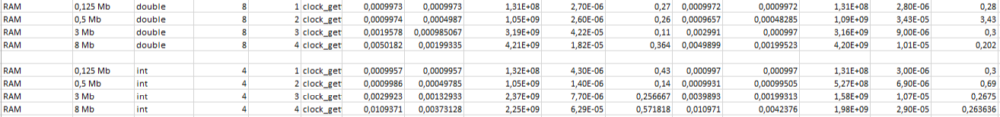 RAM 0,125 Mb double 8 1 clock_get 0,0009973 0,0009973 1,31E+08 2,70E-06 0,27 0,0009972 0,0009972 1,31E+08 2,80E-06 0,28
RAM 0,5 Mb double 8 2 clock_get 0,0009974 0,0004987 1,05E+09 2,60E-06 0,26 0,0009657 0,00048285 1,09E+09 3,43E-05 3,43
RAM 3 Mb double 8 3 clock_get 0,0019578 0,000985067 3,19E+09 4,22E-05 0,11 0,002991 0,000997 3,16E+09 9,00E-06 0,3
RAM 8 Mb double 8 4 clock_get 0,0050182 0,00199335 4,21E+09 1,82E-05 0,364 0,0049899 0,00199523 4,20E+09 1,01E-05 0,202
RAM 0,125 Mb int 4 1 clock_get 0,0009957 0,0009957 1,32E+08 4,30E-06 0,43 0,000997 0,000997 1,31E+08 3,00E-06 0,3
RAM 0,5 Mb int 4 2 clock_get 0,0009986 0,00049785 1,05E+09 1,40E-06 0,14 0,0009931 0,00099505 5,27E+08 6,90E-06 0,69
RAM 3 Mb int 4 3 clock_get 0,0029923 0,00132933 2,37E+09 7,70E-06 0,256667 0,0039893 0,00199313 1,58E+09 1,07E-05 0,2675
RAM 8 Mb int 4 4 clock_get 0,0109371 0,00373128 2,25E+09 6,29E-05 0,571818 0,010971 0,0042376 1,98E+09 2,90E-05 0,263636